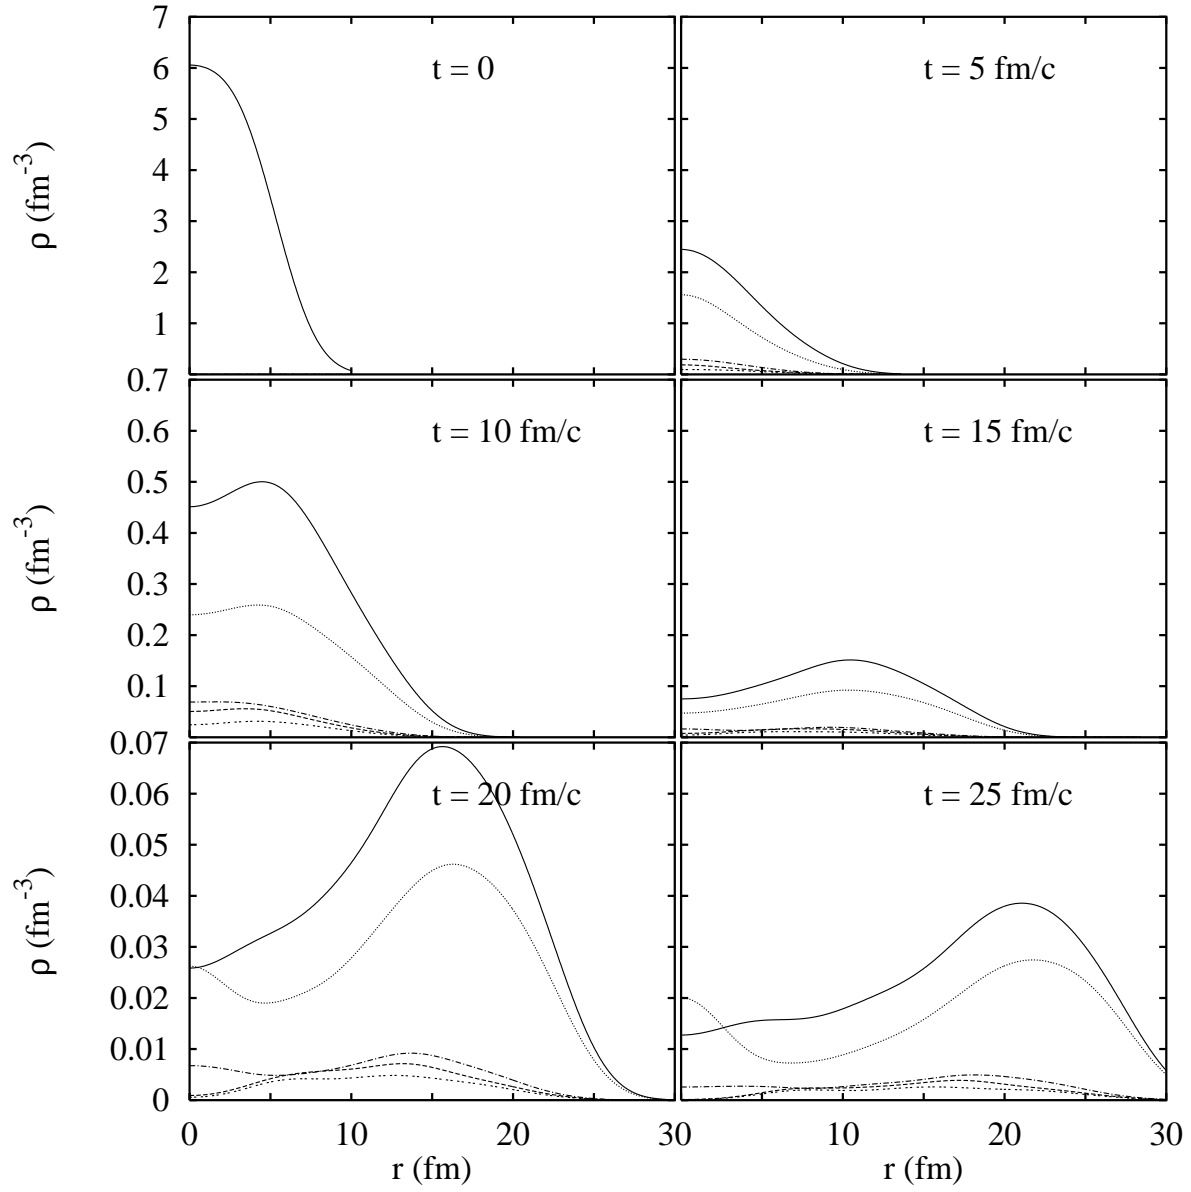 7
6
5
4
3
2
1
ρ (fm⁻³)
t = 0
t = 5 fm/c
0.7
0.6
0.5
0.4
0.3
0.2
0.1
ρ (fm⁻³)
t = 10 fm/c
t = 15 fm/c
0.07
0.06
0.05
0.04
0.03
0.02
0.01
0
ρ (fm⁻³)
t = 20 fm/c
t = 25 fm/c
0 10 20 30 10 20 30
r (fm) r (fm)